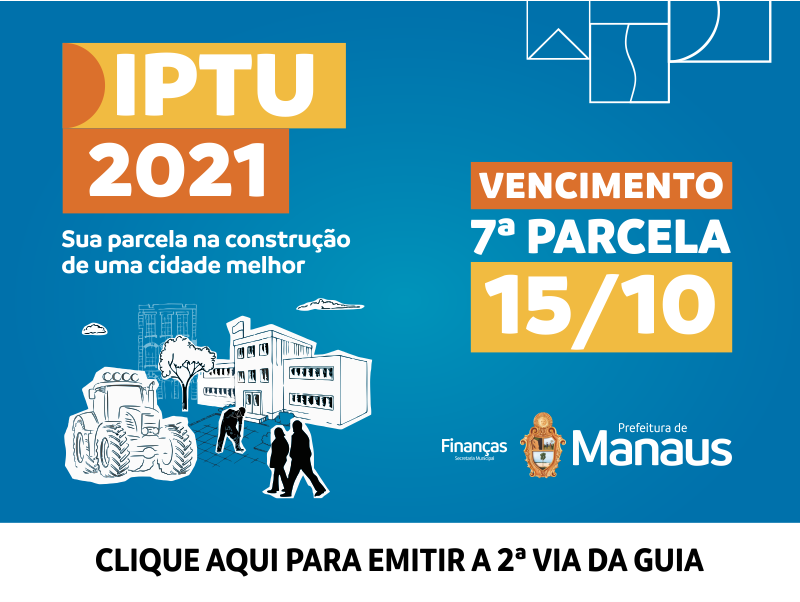 IPTU
2021
Sua parcela na construção
de uma cidade melhor
VENCIMENTO
7ª PARCELA
15/10
Finanças
Secretaria Municipal
Prefeitura de
Manaus
CLIQUE AQUI PARA EMITIR A 2ª VIA DA GUIA